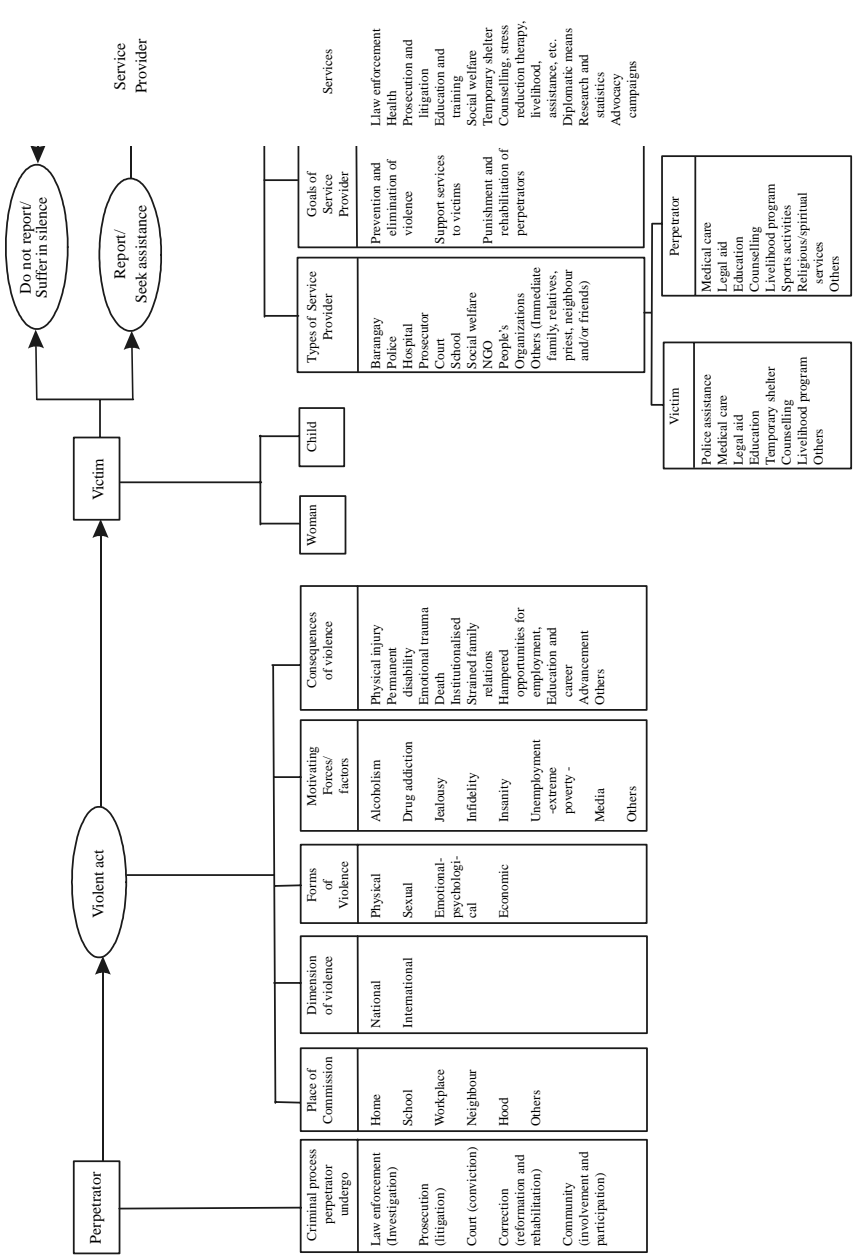 Perpetrator
Violent act
Victim
Do not report/
Suffer in silence
Report/
Seek assistance
Service
Provider
Woman
Child
Criminal process
perpetrator
undergo
Law enforcement
(Investigation)
Prosecution
(litigation)
Court (conviction)
Correction
(reformation and
rehabilitation)
Community
(involvement and
participation)
Place of
Commission
Home
School
Workplace
Neighbour
Hood
Others
Dimension
of violence
National
International
Forms
of
Violence
Physical
Sexual
Emotional-
psychologi-
cal
Economic
Motivating
Forces/
factors
Alcoholism
Drug addiction
Jealousy
Infidelity
Insanity
Unemployment
-extreme
poverty -
Media
Others
Consequences
of violence
Physical injury
Permanent
disability
Emotional trauma
Death
Institutionalised
Strained family
relations
Hampered
opportunities for
employment,
Education and
career
Advancement
Others
Types of Service
Provider
Barangay
Police
Hospital
Prosecutor
Court
School
Social welfare
NGO
People's
Organizations
Others (Immediate
family, relatives,
priest, neighbour
and/or friends)
Goals of
Service
Provider
Prevention and
elimination of
violence
Support services
to victims
Punishment and
rehabilitation of
perpetrators
Services
Llaw enforcement
Health
Prosecution and
litigation
Education and
training
Social welfare
Temporary shelter
Counselling, stress
reduction therapy,
livelihood,
assistance, etc.
Diplomatic means
Research and
statistics
Advocacy
campaigns
Victim
Police assistance
Medical care
Legal aid
Education
Temporary shelter
Counselling
Livelihood program
Others
Perpetrator
Medical care
Legal aid
Education
Counselling
Livelihood program
Sports activities
Religious/spiritual
services
Others